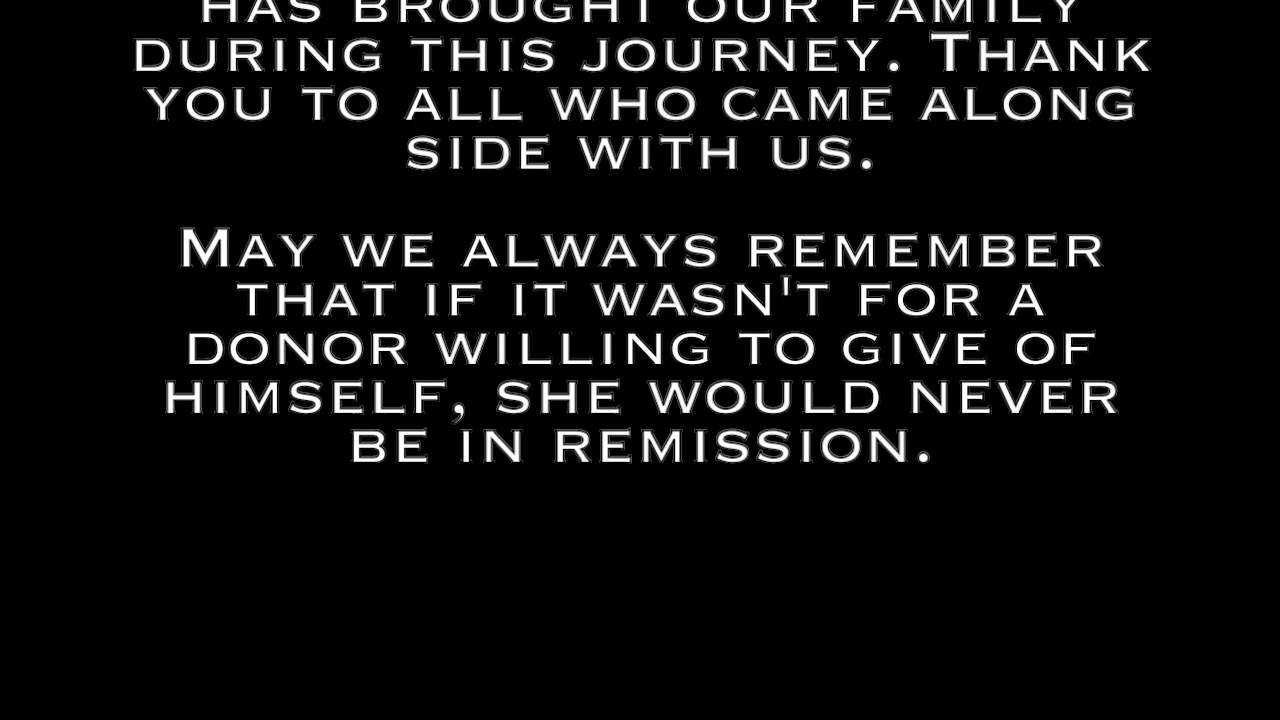 HAS BROUGHT OUR FAMILY
DURING THIS JOURNEY. THANK
YOU TO ALL WHO CAME ALONG
SIDE WITH US.
MAY WE ALWAYS REMEMBER
THAT IF IT WASN'T FOR A
DONOR WILLING TO GIVE OF
HIMSELF, SHE WOULD NEVER
BE IN REMISSION.